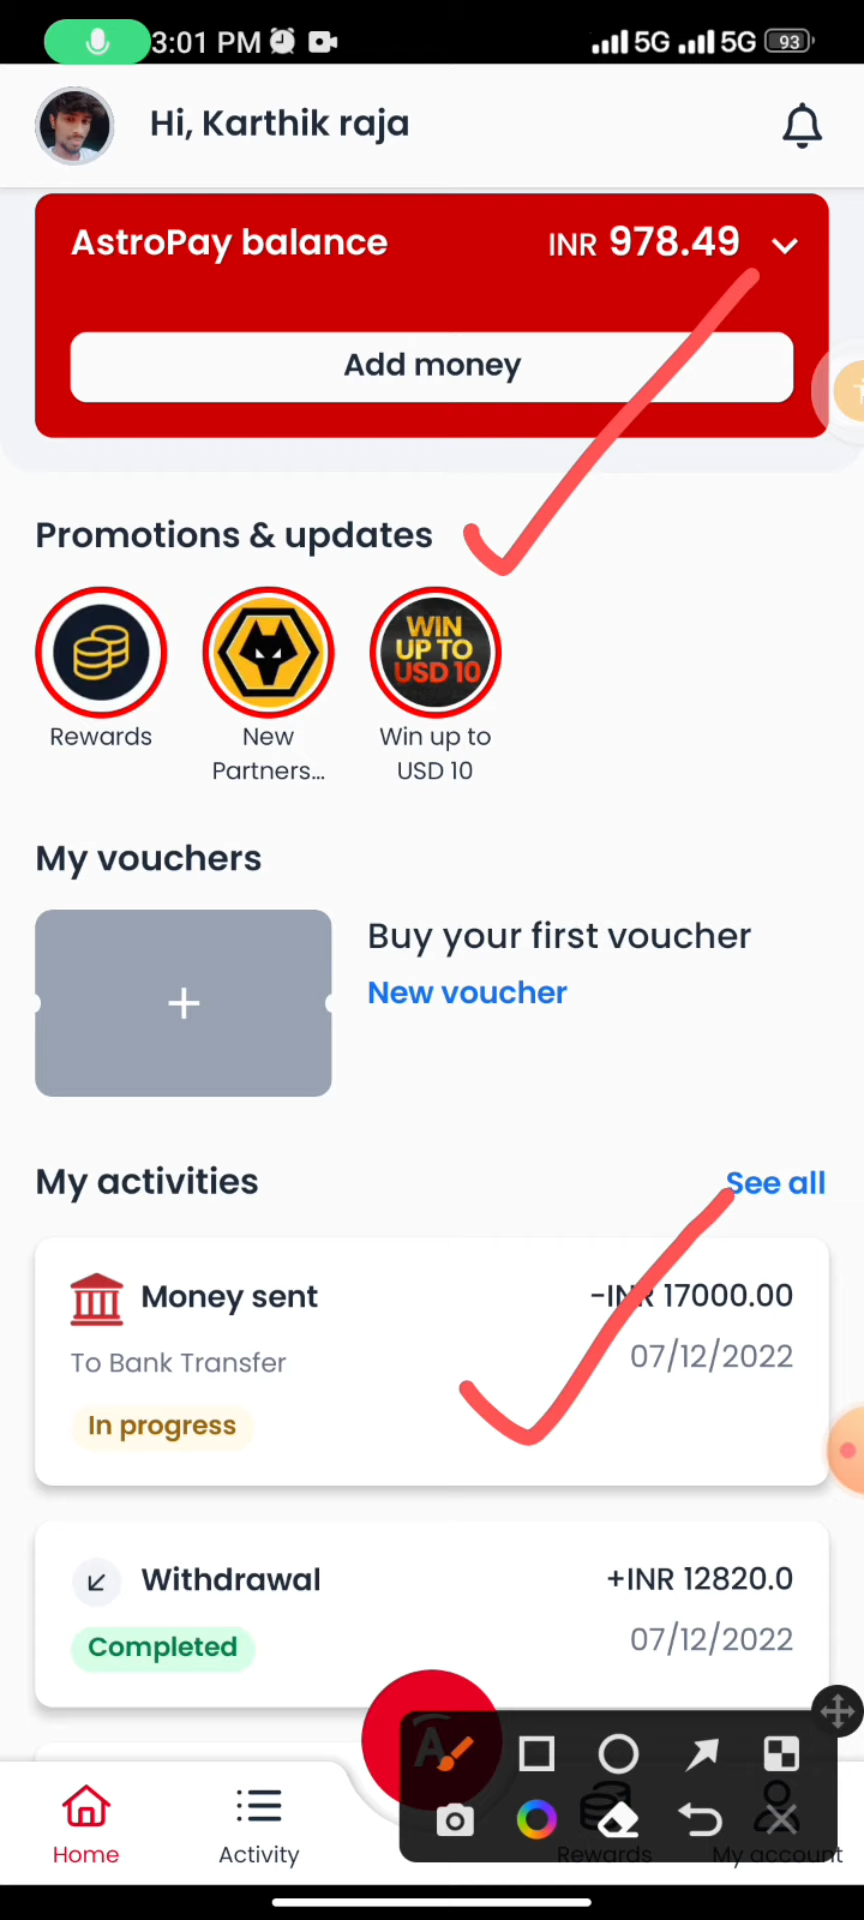 3:01 PM 5G 5G 93
Hi, Karthik raja
AstroPay balance INR 978.49
Add money
Promotions & updates
WIN
UP TO
USD 10
Rewards New Win up to
Partners... USD 10
My vouchers
Buy your first voucher
New voucher
My activities See all
Money sent -INR 17000.00
To Bank Transfer 07/12/2022
In progress
Withdrawal +INR 12820.0
Completed 07/12/2022
A
Home Activity Rewards My account